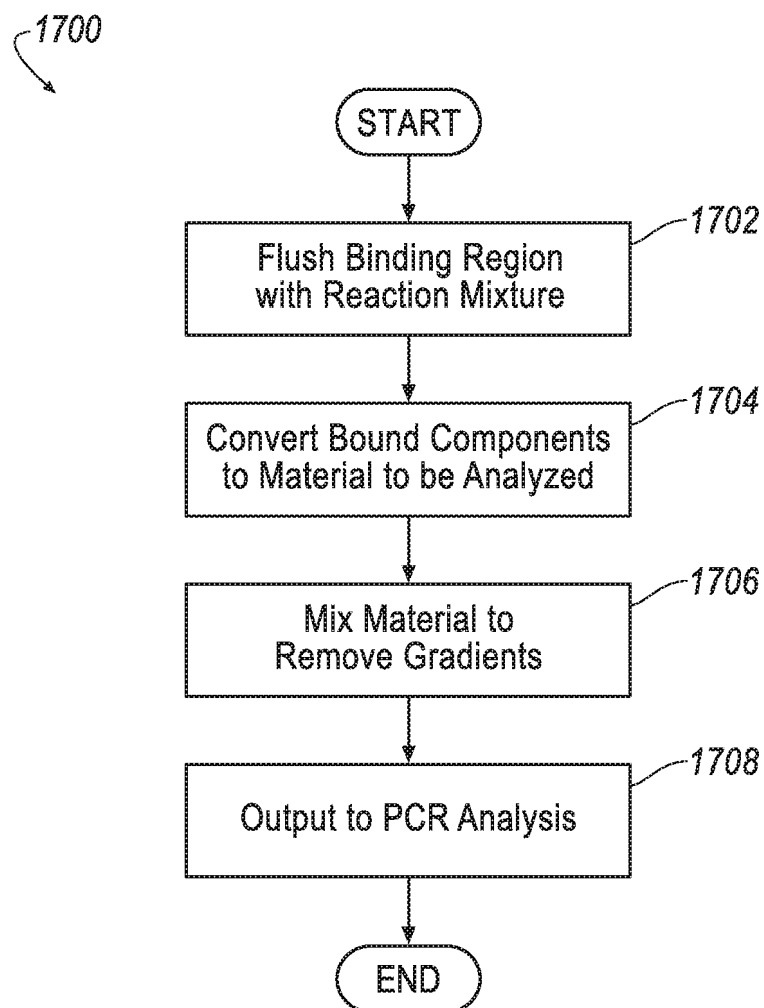 1700
START
1702
Flush Binding Region
with Reaction Mixture
1704
Convert Bound Components
to Material to be Analyzed
1706
Mix Material to
Remove Gradients
1708
Output to PCR Analysis
END